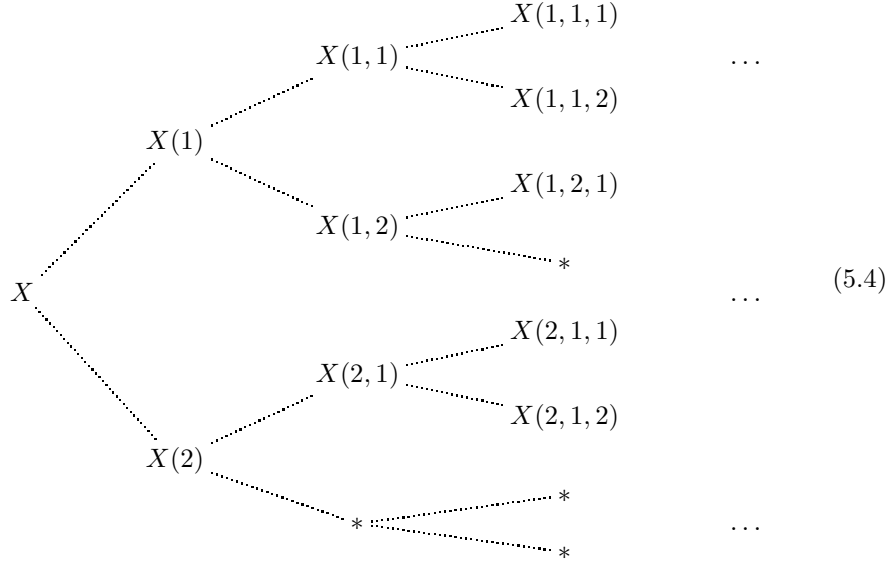 X(1, 1, 1)
X(1, 1)
...
X(1, 1, 2)
X(1)
X(1, 2, 1)
X(1, 2)
*
(5.4)
X
...
X(2, 1, 1)
X(2, 1)
X(2, 1, 2)
X(2)
*
*
...
*